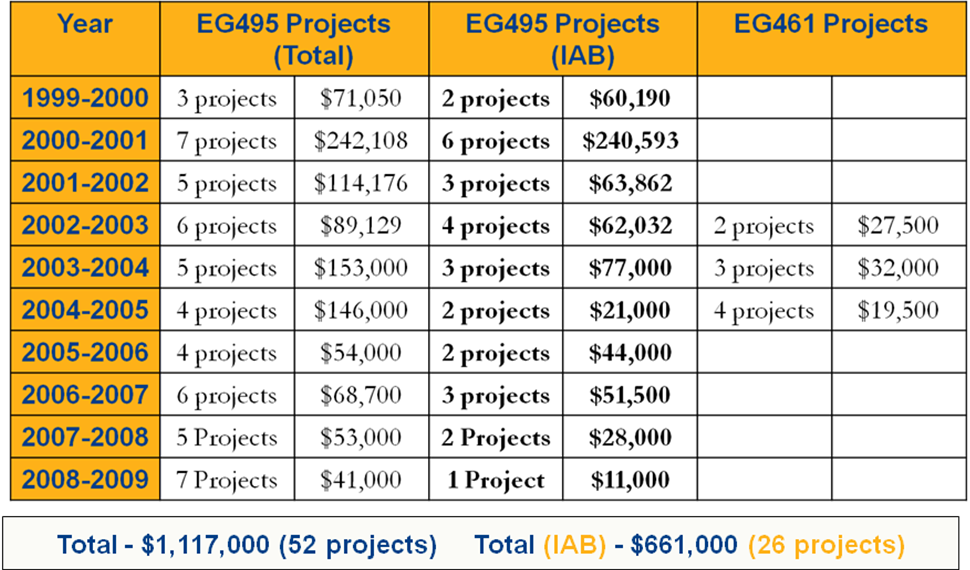 Year EG495 Projects (Total) EG495 Projects (IAB) EG461 Projects
1999-2000 3 projects $71,050 2 projects $60,190
2000-2001 7 projects $242,108 6 projects $240,593
2001-2002 5 projects $114,176 3 projects $63,862
2002-2003 6 projects $89,129 4 projects $62,032 2 projects $27,500
2003-2004 5 projects $153,000 3 projects $77,000 3 projects $32,000
2004-2005 4 projects $146,000 2 projects $21,000 4 projects $19,500
2005-2006 4 projects $54,000 2 projects $44,000
2006-2007 6 projects $68,700 3 projects $51,500
2007-2008 5 Projects $53,000 2 Projects $28,000
2008-2009 7 Projects $41,000 1 Project $11,000
Total - $1,117,000 (52 projects) Total (IAB) - $661,000 (26 projects)